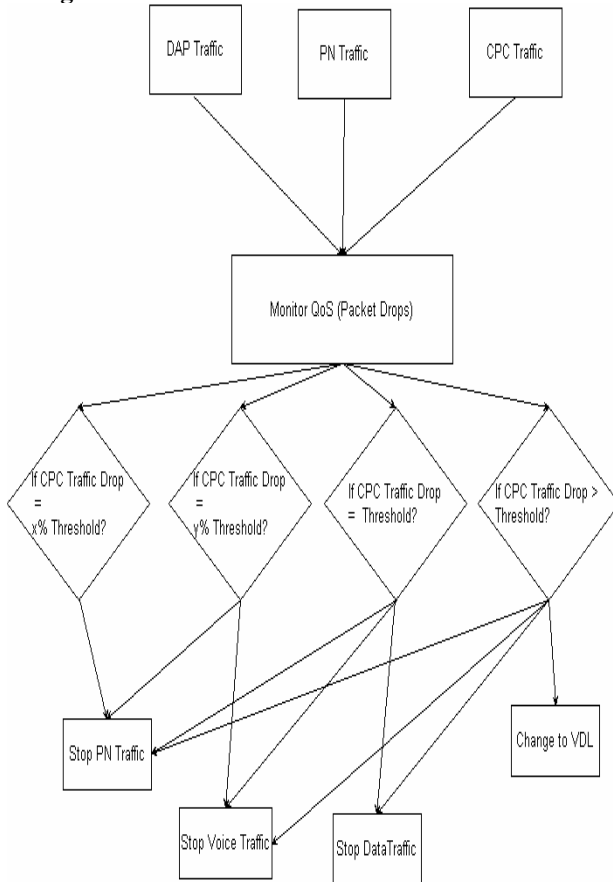 DAP Traffic
PN Traffic
CPC Traffic
Monitor QoS (Packet Drops)
If CPC Traffic Drop
=
x% Threshold?
If CPC Traffic Drop
=
y% Threshold?
If CPC Traffic Drop
= Threshold?
If CPC Traffic Drop >
Threshold?
Stop PN Traffic
Change to VDL
Stop Voice Traffic
Stop DataTraffic